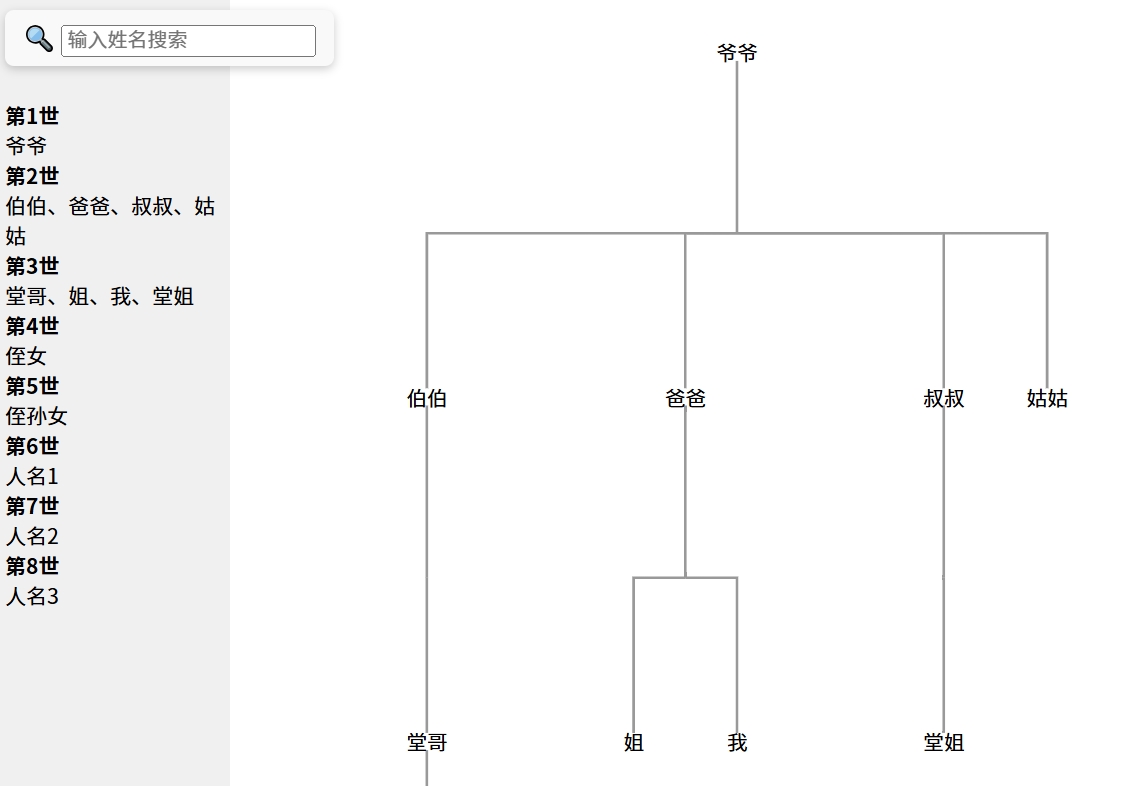 输入姓名搜索
第1世
爷爷
第2世
伯伯、爸爸、叔叔、姑
姑
第3世
堂哥、姐、我、堂姐
第4世
侄女
第5世
侄孙女
第6世
人名1
第7世
人名2
第8世
人名3
爷爷
伯伯 爸爸 叔叔 姑姑
堂哥 姐 我 堂姐